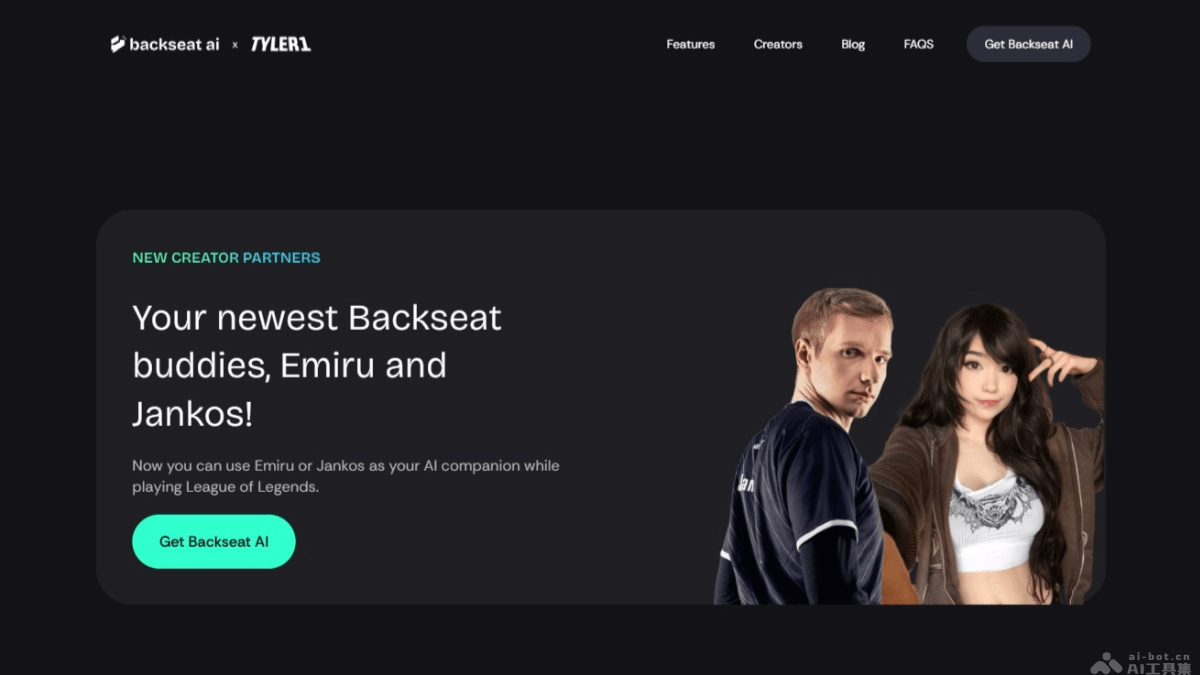 backseat ai x TYLER1
Features Creators Blog FAQS Get Backseat AI
NEW CREATOR PARTNERS
Your newest Backseat
buddies, Emiru and
Jankos!
Now you can use Emiru or Jankos as your AI companion while
playing League of Legends.
Get Backseat AI
Jan
ai-bot.cn
AI工具集